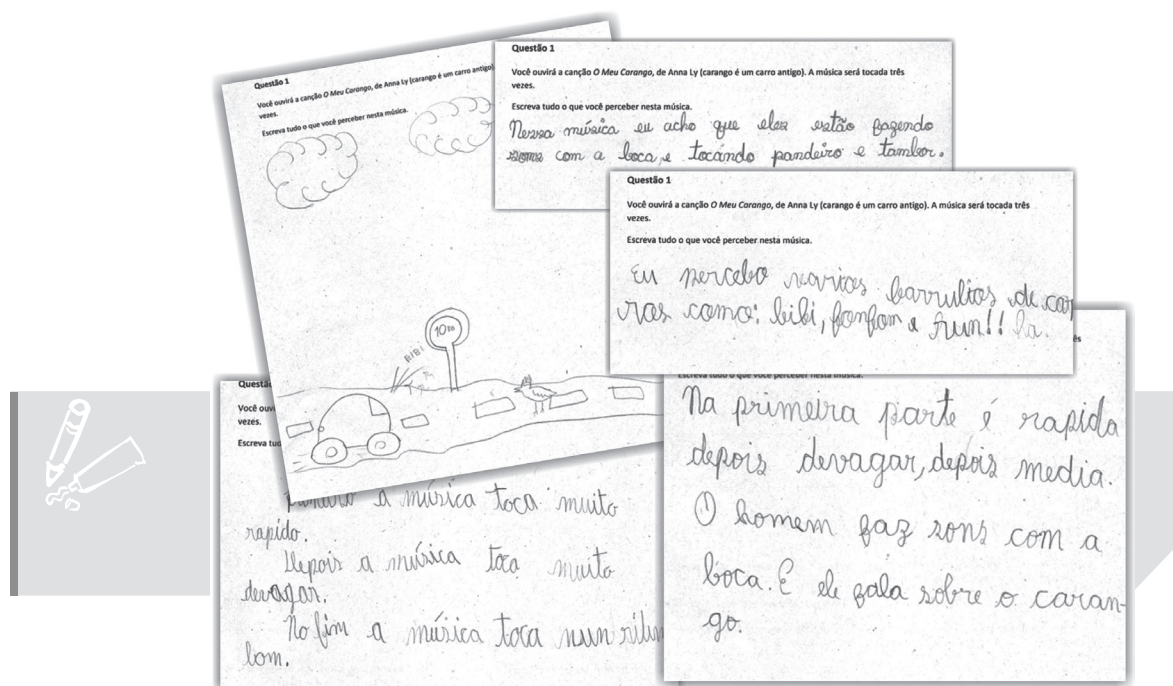 Questão 1
Você ouvirá a canção O Meu Carango, de Anna Ly (carango é um carro antigo).
vezes.
Escreva tudo o que você perceber nesta música.
10 km
BIBI
Questão 1
Você ouvirá a canção O Meu Carango, de Anna Ly (carango é um carro antigo). A música será tocada três
vezes.
Escreva tudo o que você perceber nesta música.
Nessa música eu acho que eles estão fazendo
sons com a boca, e tocando pandeiro e tambor.
Questão 1
Você ouvirá a canção O Meu Carango, de Anna Ly (carango é um carro antigo). A música será tocada três
vezes.
Escreva tudo o que você perceber nesta música.
Eu percebo varios barrulios de car
ros como: bibi, fonfom e frun!!
Escreva tudo o que você perceber nesta música.
Na primeira parte é rapida
depois devagar, depois media.
O homem faz sons com a
boca. E ele fala sobre o caran-
go.
Questã
Você ouvi
vezes.
Escreva tud
a música toca muito
rapido.
Depois a música toca muito
devagar.
No fim a música toca num
bom.